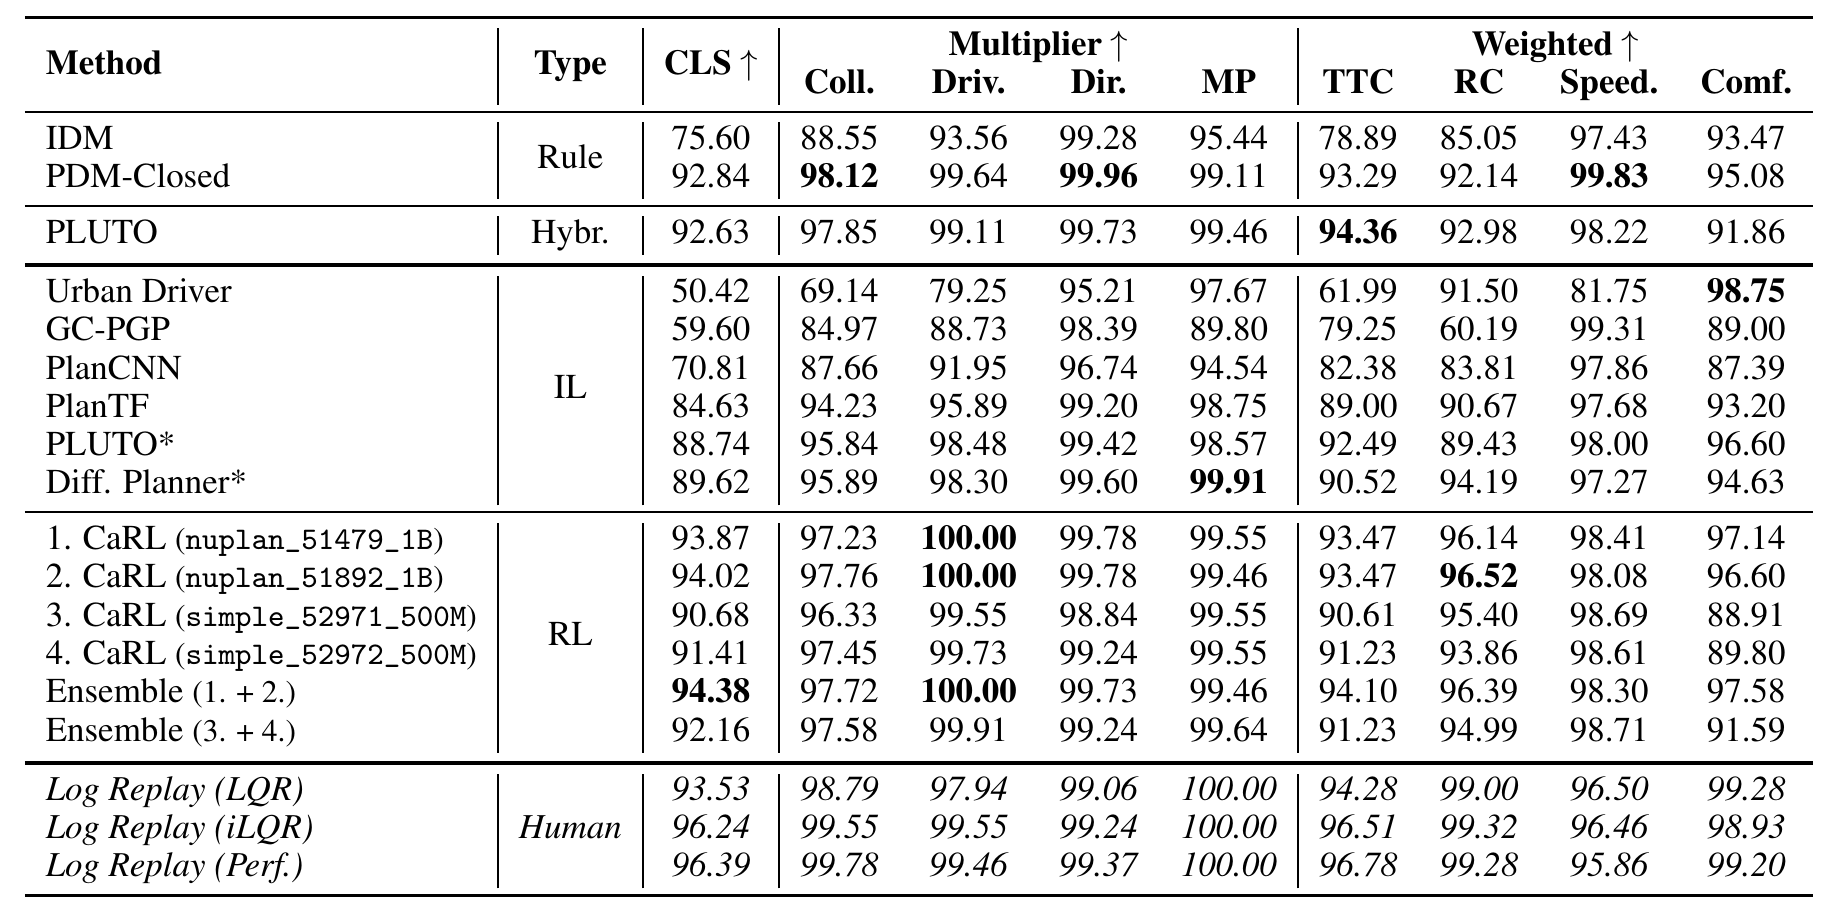 Method Type CLS ↑ Multiplier ↑ Weighted ↑
Coll. Driv. Dir. MP TTC RC Speed. Comf.
IDM 75.60 88.55 93.56 99.28 95.44 78.89 85.05 97.43 93.47
Rule
PDM-Closed 92.84 98.12 99.64 99.96 99.11 93.29 92.14 99.83 95.08
PLUTO Hybr. 92.63 97.85 99.11 99.73 99.46 94.36 92.98 98.22 91.86
Urban Driver 50.42 69.14 79.25 95.21 97.67 61.99 91.50 81.75 98.75
GC-PGP 59.60 84.97 88.73 98.39 89.80 79.25 60.19 99.31 89.00
PlanCNN 70.81 87.66 91.95 96.74 94.54 82.38 83.81 97.86 87.39
IL
PlanTF 84.63 94.23 95.89 99.20 98.75 89.00 90.67 97.68 93.20
PLUTO* 88.74 95.84 98.48 99.42 98.57 92.49 89.43 98.00 96.60
Diff. Planner* 89.62 95.89 98.30 99.60 99.91 90.52 94.19 97.27 94.63
1. CaRL (nuplan_51479_1B) 93.87 97.23 100.00 99.78 99.55 93.47 96.14 98.41 97.14
2. CaRL (nuplan_51892_1B) 94.02 97.76 100.00 99.78 99.46 93.47 96.52 98.08 96.60
3. CaRL (simple_52971_500M) 90.68 96.33 99.55 98.84 99.55 90.61 95.40 98.69 88.91
RL
4. CaRL (simple_52972_500M) 91.41 97.45 99.73 99.24 99.55 91.23 93.86 98.61 89.80
Ensemble (1. + 2.) 94.38 97.72 100.00 99.73 99.46 94.10 96.39 98.30 97.58
Ensemble (3. + 4.) 92.16 97.58 99.91 99.24 99.64 91.23 94.99 98.71 91.59
Log Replay (LQR) 93.53 98.79 97.94 99.06 100.00 94.28 99.00 96.50 99.28
Log Replay (iLQR) Human 96.24 99.55 99.55 99.24 100.00 96.51 99.32 96.46 98.93
Log Replay (Perf.) 96.39 99.78 99.46 99.37 100.00 96.78 99.28 95.86 99.20